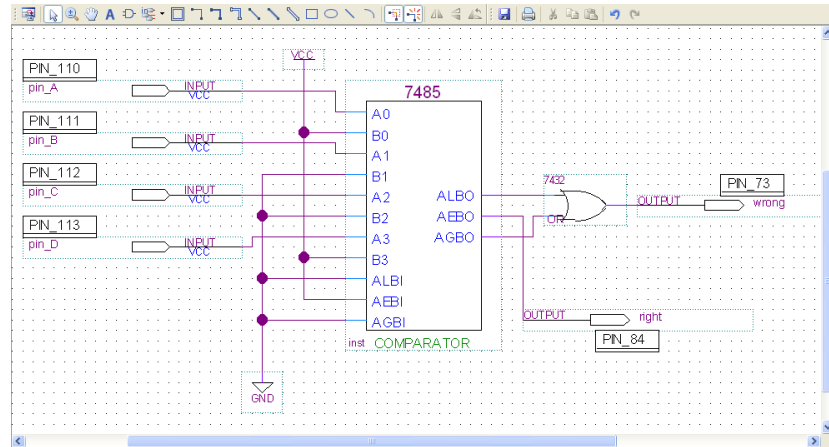 A
VCC
PIN_110
pin_A
INPUT
VCC
7485
PIN_111
pin_B
INPUT
VCC
PIN_112
pin_C
INPUT
VCC
PIN_113
pin_D
INPUT
VCC
A0
B0
A1
B1
A2
B2
A3
B3
ALBI
AEBI
AGBI
ALBO
AEBO
AGBO
inst
COMPARATOR
GND
7432
OR
OUTPUT
PIN_73
wrong
OUTPUT
right
PIN_84